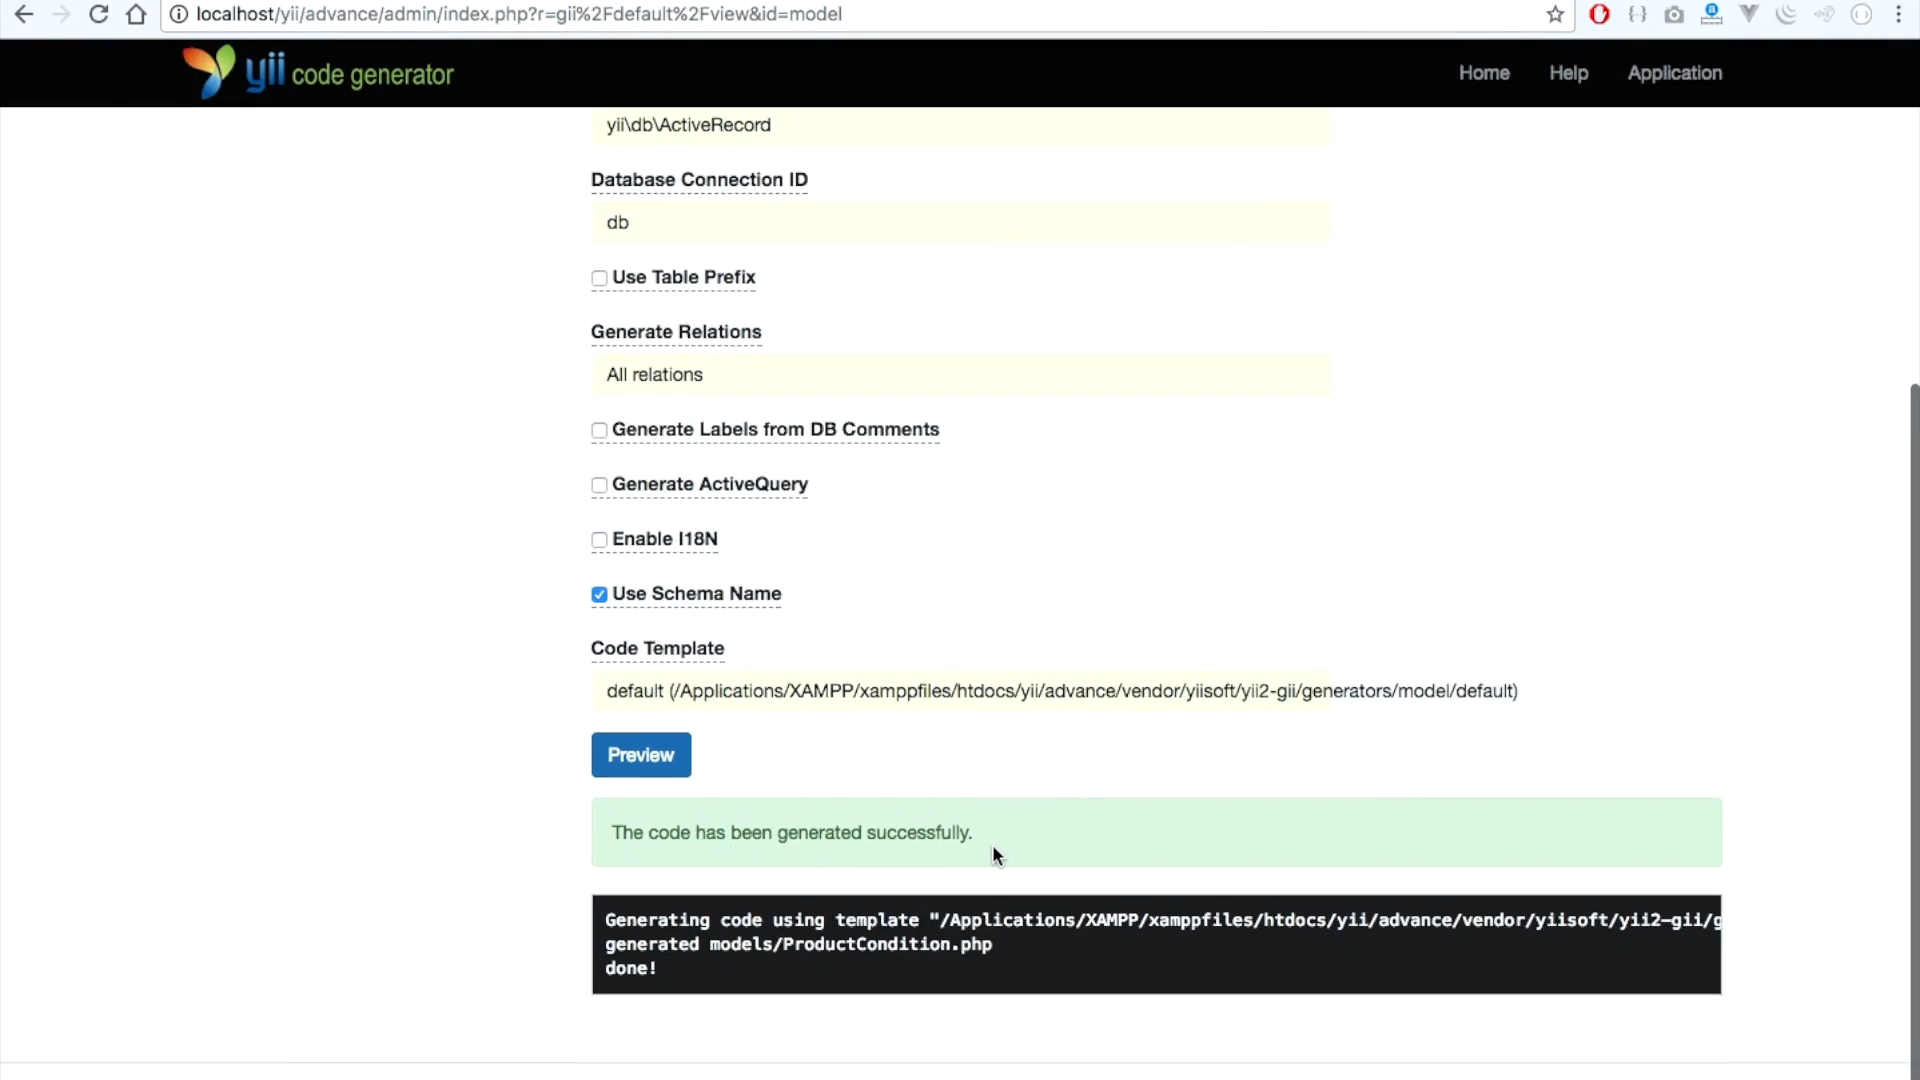 localhost/yii/advance/admin/index.php?r=gii%2Fdefault%2Fview&id=model
yii code generator
Home Help Application
yii\db\ActiveRecord
Database Connection ID
db
Use Table Prefix
Generate Relations
All relations
Generate Labels from DB Comments
Generate ActiveQuery
Enable I18N
Use Schema Name
Code Template
default (/Applications/XAMPP/xamppfiles/htdocs/yii/advance/vendor/yiisoft/yii2-gii/generators/model/default)
Preview
The code has been generated successfully.
Generating code using template "/Applications/XAMPP/xamppfiles/htdocs/yii/advance/vendor/yiisoft/yii2-gii/g
generated models/ProductCondition.php
done!